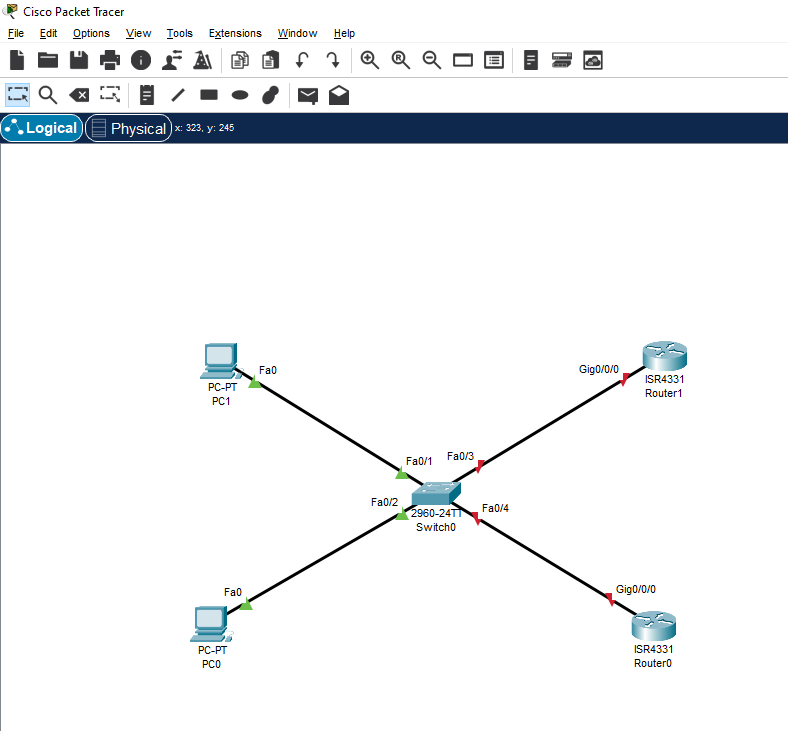 Cisco Packet Tracer
File Edit Options View Tools Extensions Window Help
Logical Physical x: 323, y: 245
Fa0
PC-PT
PC1
Gig0/0/0
ISR4331
Router1
Fa0/1
Fa0/3
Fa0/2
2960-24TT
Switch0
Fa0/4
Fa0
PC-PT
PC0
Gig0/0/0
ISR4331
Router0